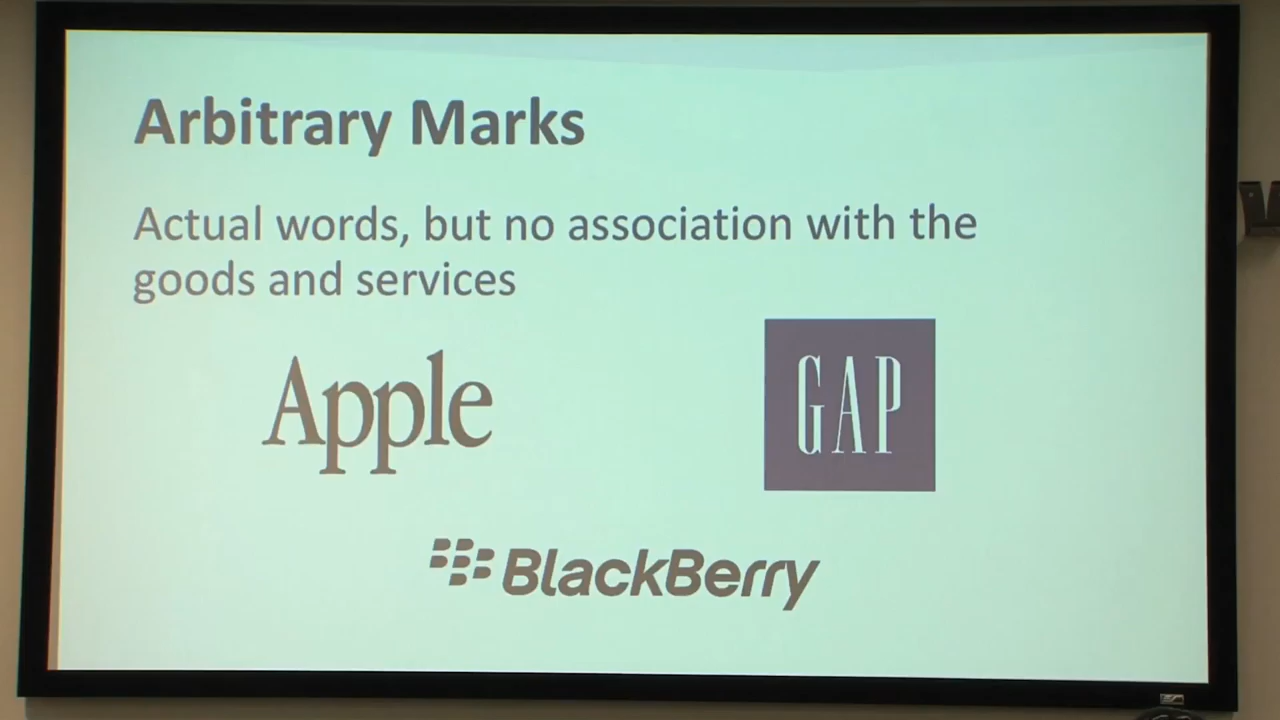 Arbitrary Marks
Actual words, but no association with the
goods and services
Apple
GAP
BlackBerry